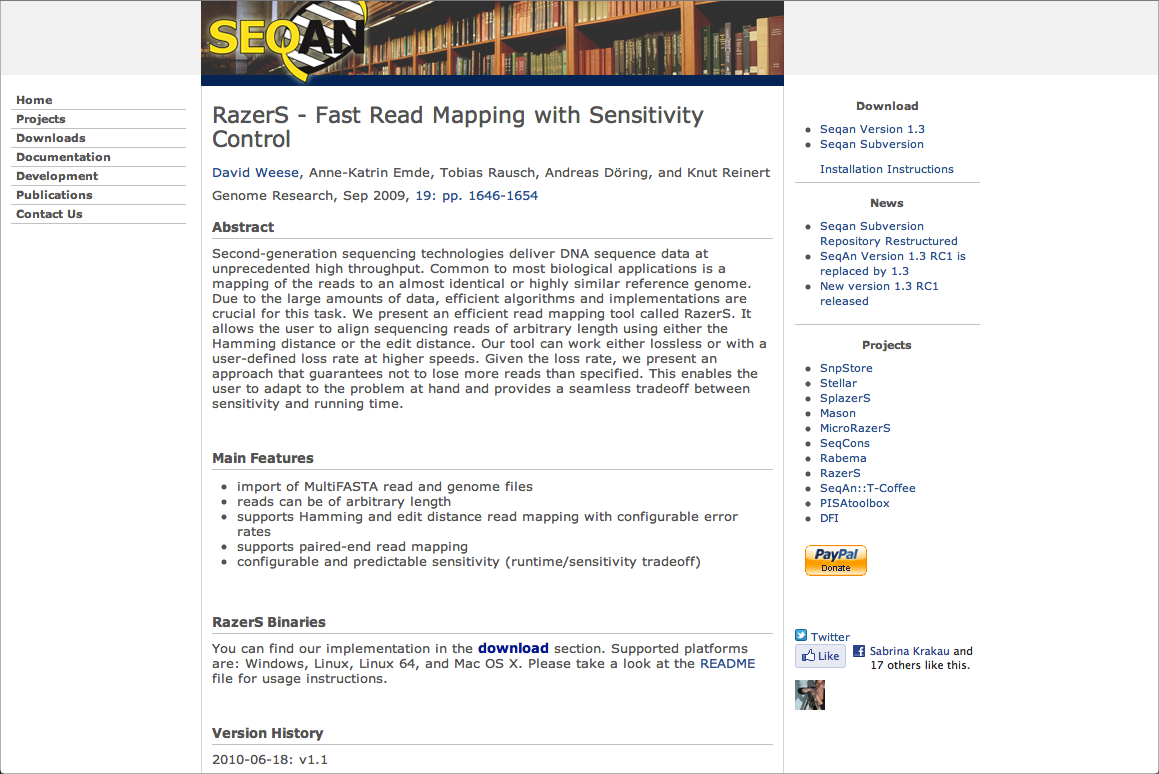 SEQAN
Home
Projects
Downloads
Documentation
Development
Publications
Contact Us
RazerS - Fast Read Mapping with Sensitivity
Control
David Weese, Anne-Katrin Emde, Tobias Rausch, Andreas Döring, and Knut Reinert
Genome Research, Sep 2009, 19: pp. 1646-1654
Abstract
Second-generation sequencing technologies deliver DNA sequence data at
unprecedented high throughput. Common to most biological applications is a
mapping of the reads to an almost identical or highly similar reference genome.
Due to the large amounts of data, efficient algorithms and implementations are
crucial for this task. We present an efficient read mapping tool called RazerS. It
allows the user to align sequencing reads of arbitrary length using either the
Hamming distance or the edit distance. Our tool can work either lossless or with a
user-defined loss rate at higher speeds. Given the loss rate, we present an
approach that guarantees not to lose more reads than specified. This enables the
user to adapt to the problem at hand and provides a seamless tradeoff between
sensitivity and running time.
Main Features
import of MultiFASTA read and genome files
reads can be of arbitrary length
supports Hamming and edit distance read mapping with configurable error
rates
supports paired-end read mapping
configurable and predictable sensitivity (runtime/sensitivity tradeoff)
RazerS Binaries
You can find our implementation in the download section. Supported platforms
are: Windows, Linux, Linux 64, and Mac OS X. Please take a look at the README
file for usage instructions.
Version History
2010-06-18: v1.1
Download
Seqan Version 1.3
Seqan Subversion
Installation Instructions
News
Seqan Subversion
Repository Restructured
SeqAn Version 1.3 RC1 is
replaced by 1.3
New version 1.3 RC1
released
Projects
SnpStore
Stellar
SplazerS
Mason
MicroRazerS
SeqCons
Rabema
RazerS
SeqAn::T-Coffee
PISAtoolbox
DFI
PayPal
Donate
Twitter
Like
Sabrina Krakau and
17 others like this.